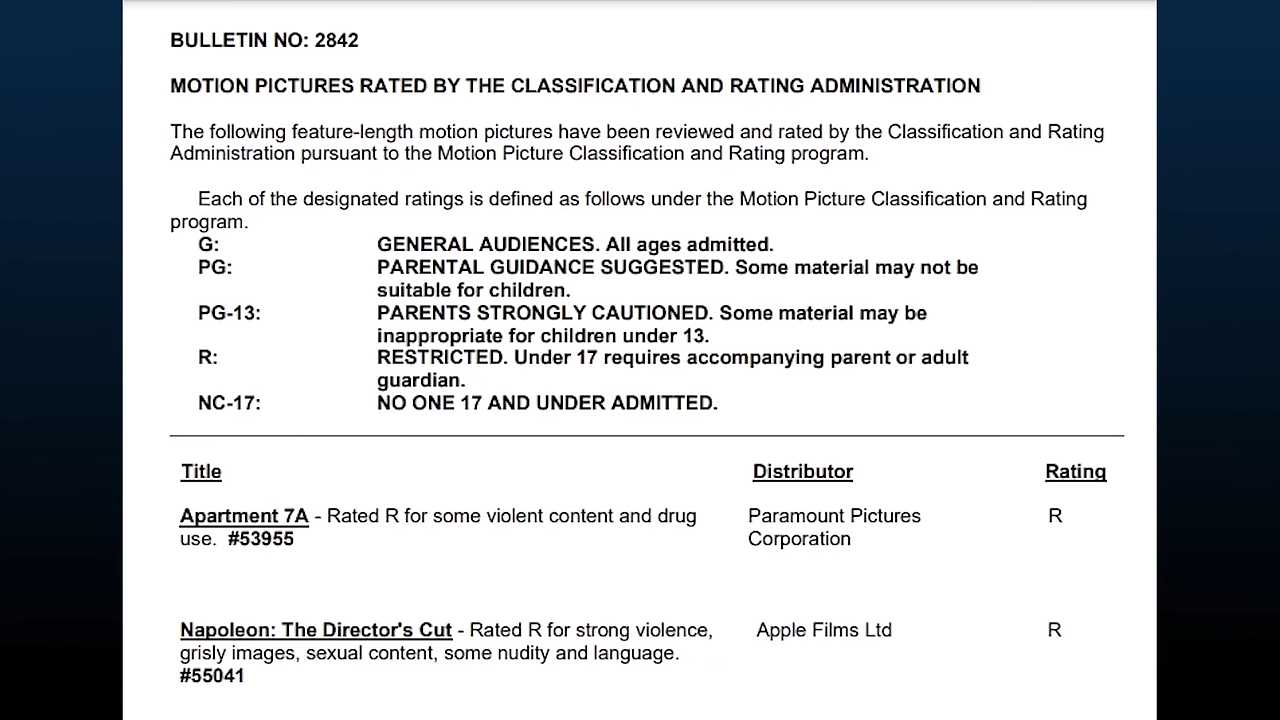 BULLETIN NO: 2842
MOTION PICTURES RATED BY THE CLASSIFICATION AND RATING ADMINISTRATION
The following feature-length motion pictures have been reviewed and rated by the Classification and Rating
Administration pursuant to the Motion Picture Classification and Rating program.
Each of the designated ratings is defined as follows under the Motion Picture Classification and Rating
program.
G: GENERAL AUDIENCES. All ages admitted.
PG: PARENTAL GUIDANCE SUGGESTED. Some material may not be
suitable for children.
PG-13: PARENTS STRONGLY CAUTIONED. Some material may be
inappropriate for children under 13.
R: RESTRICTED. Under 17 requires accompanying parent or adult
guardian.
NC-17: NO ONE 17 AND UNDER ADMITTED.
Title Distributor Rating
Apartment 7A - Rated R for some violent content and drug Paramount Pictures R
use. #53955 Corporation
Napoleon: The Director's Cut - Rated R for strong violence, Apple Films Ltd R
grisly images, sexual content, some nudity and language.
#55041